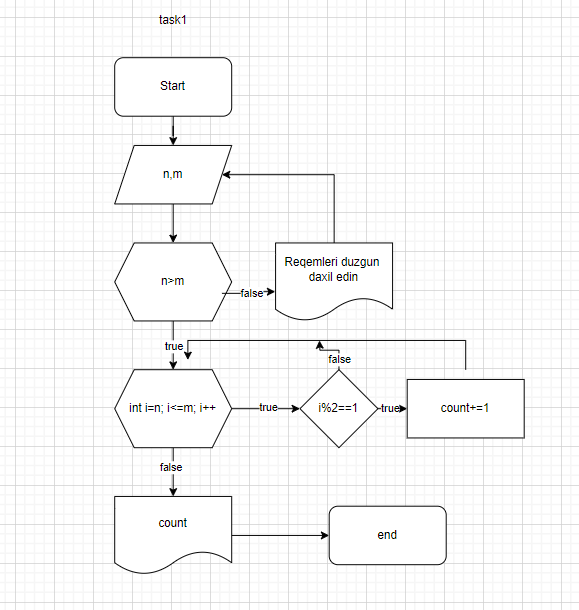 task1
Start
n,m
n>m
false
Reqemleri duzgun
daxil edin
true
false
int i=n; i<=m; i++
true
i%2==1
true
count+=1
false
count
end